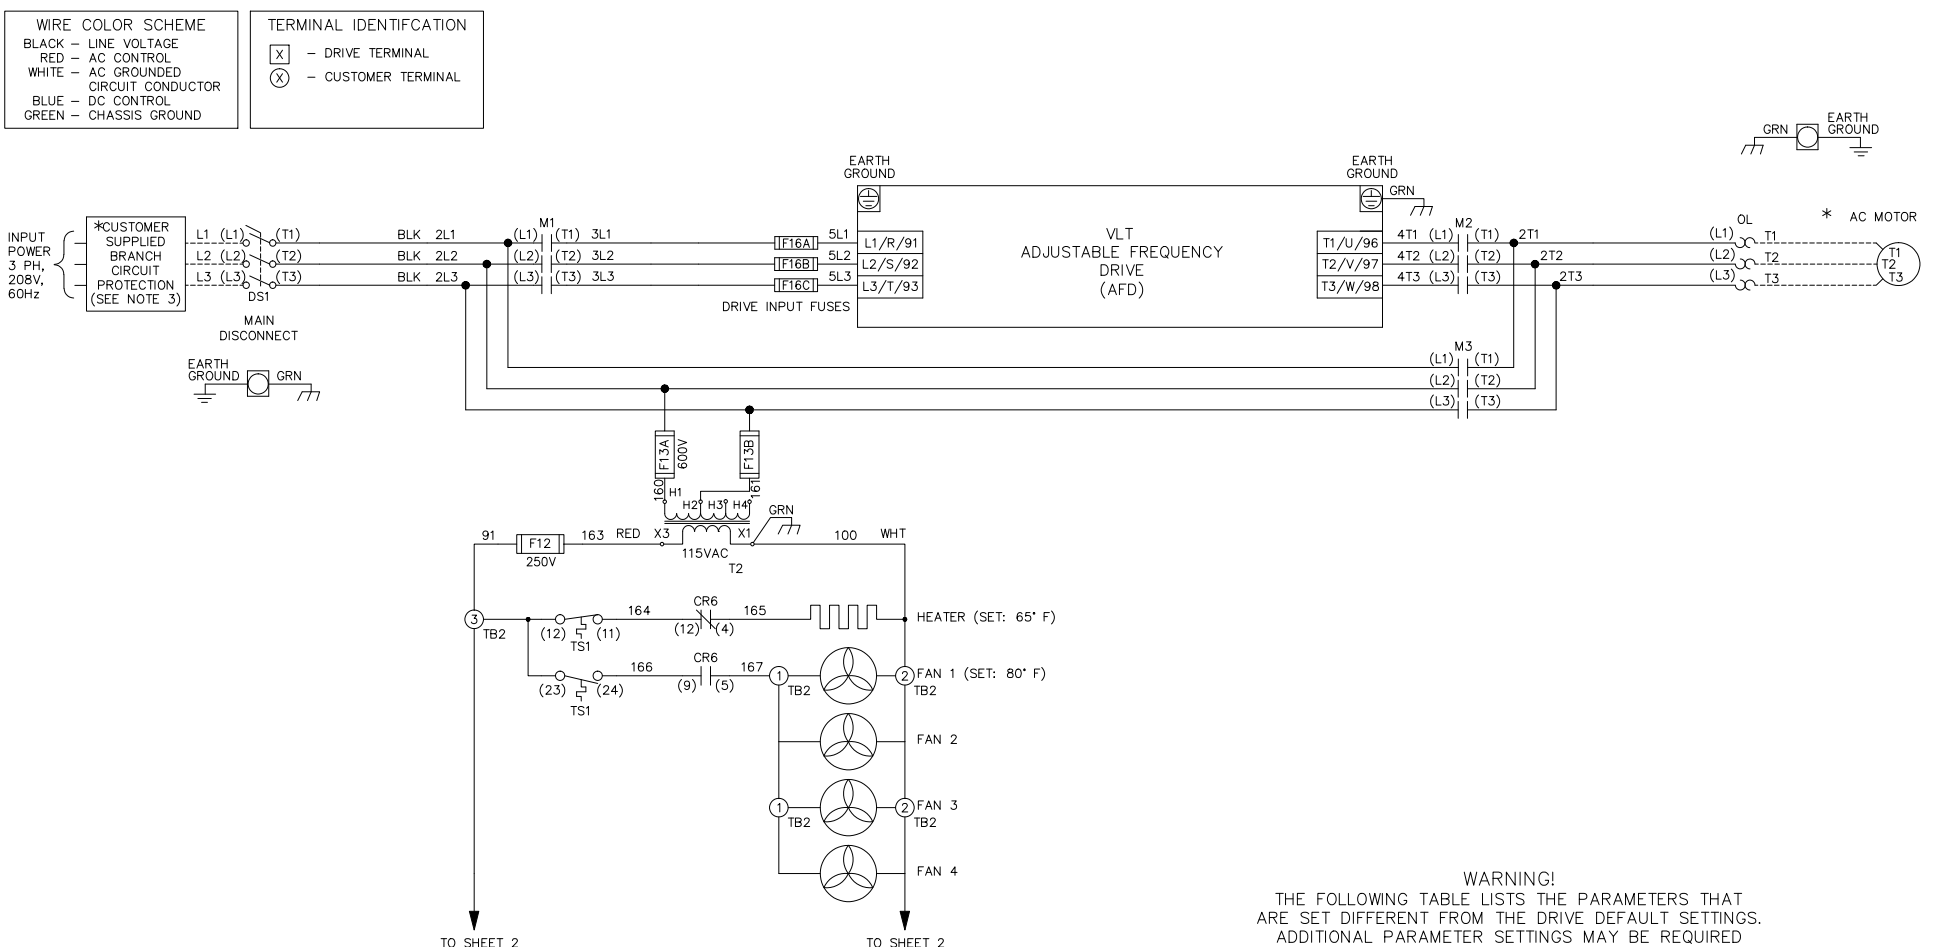 WIRE COLOR SCHEME
BLACK – LINE VOLTAGE
RED – AC CONTROL
WHITE – AC GROUNDED
CIRCUIT CONDUCTOR
BLUE – DC CONTROL
GREEN – CHASSIS GROUND
TERMINAL IDENTIFCATION
X – DRIVE TERMINAL
X – CUSTOMER TERMINAL
GRN
EARTH
GROUND
INPUT
POWER
3 PH,
208V,
60Hz
*CUSTOMER
SUPPLIED
BRANCH
CIRCUIT
PROTECTION
(SEE NOTE 3)
L1 (L1) (T1)
L2 (L2) (T2)
L3 (L3) (T3)
DS1
MAIN
DISCONNECT
EARTH
GROUND
GRN
BLK 2L1
BLK 2L2
BLK 2L3
M1
(L1) (T1) 3L1
(L2) (T2) 3L2
(L3) (T3) 3L3
F16A 5L1
F16B 5L2
F16C 5L3
DRIVE INPUT FUSES
EARTH
GROUND
L1/R/91
L2/S/92
L3/T/93
VLT
ADJUSTABLE FREQUENCY
DRIVE
(AFD)
EARTH
GROUND
GRN
T1/U/96
T2/V/97
T3/W/98
M2
4T1 (L1) (T1) 2T1
4T2 (L2) (T2) 2T2
4T3 (L3) (T3) 2T3
M3
(L1) (T1)
(L2) (T2)
(L3) (T3)
OL
(L1) T1
(L2) T2
(L3) T3
* AC MOTOR
T1
T2
T3
F13A
600V
F13B
160
161
H1
H2 H3 H4
GRN
91
F12
250V
163 RED X3
X1
115VAC
T2
100 WHT
3
TB2
(12) (11)
TS1
164
CR6
(12) (4)
165
HEATER (SET: 65° F)
(23) (24)
TS1
166
CR6
(9) (5)
167
1
TB2
2
TB2
FAN 1 (SET: 80° F)
FAN 2
1
TB2
2
TB2
FAN 3
FAN 4
TO SHEET 2
TO SHEET 2
WARNING!
THE FOLLOWING TABLE LISTS THE PARAMETERS THAT
ARE SET DIFFERENT FROM THE DRIVE DEFAULT SETTINGS.
ADDITIONAL PARAMETER SETTINGS MAY BE REQUIRED